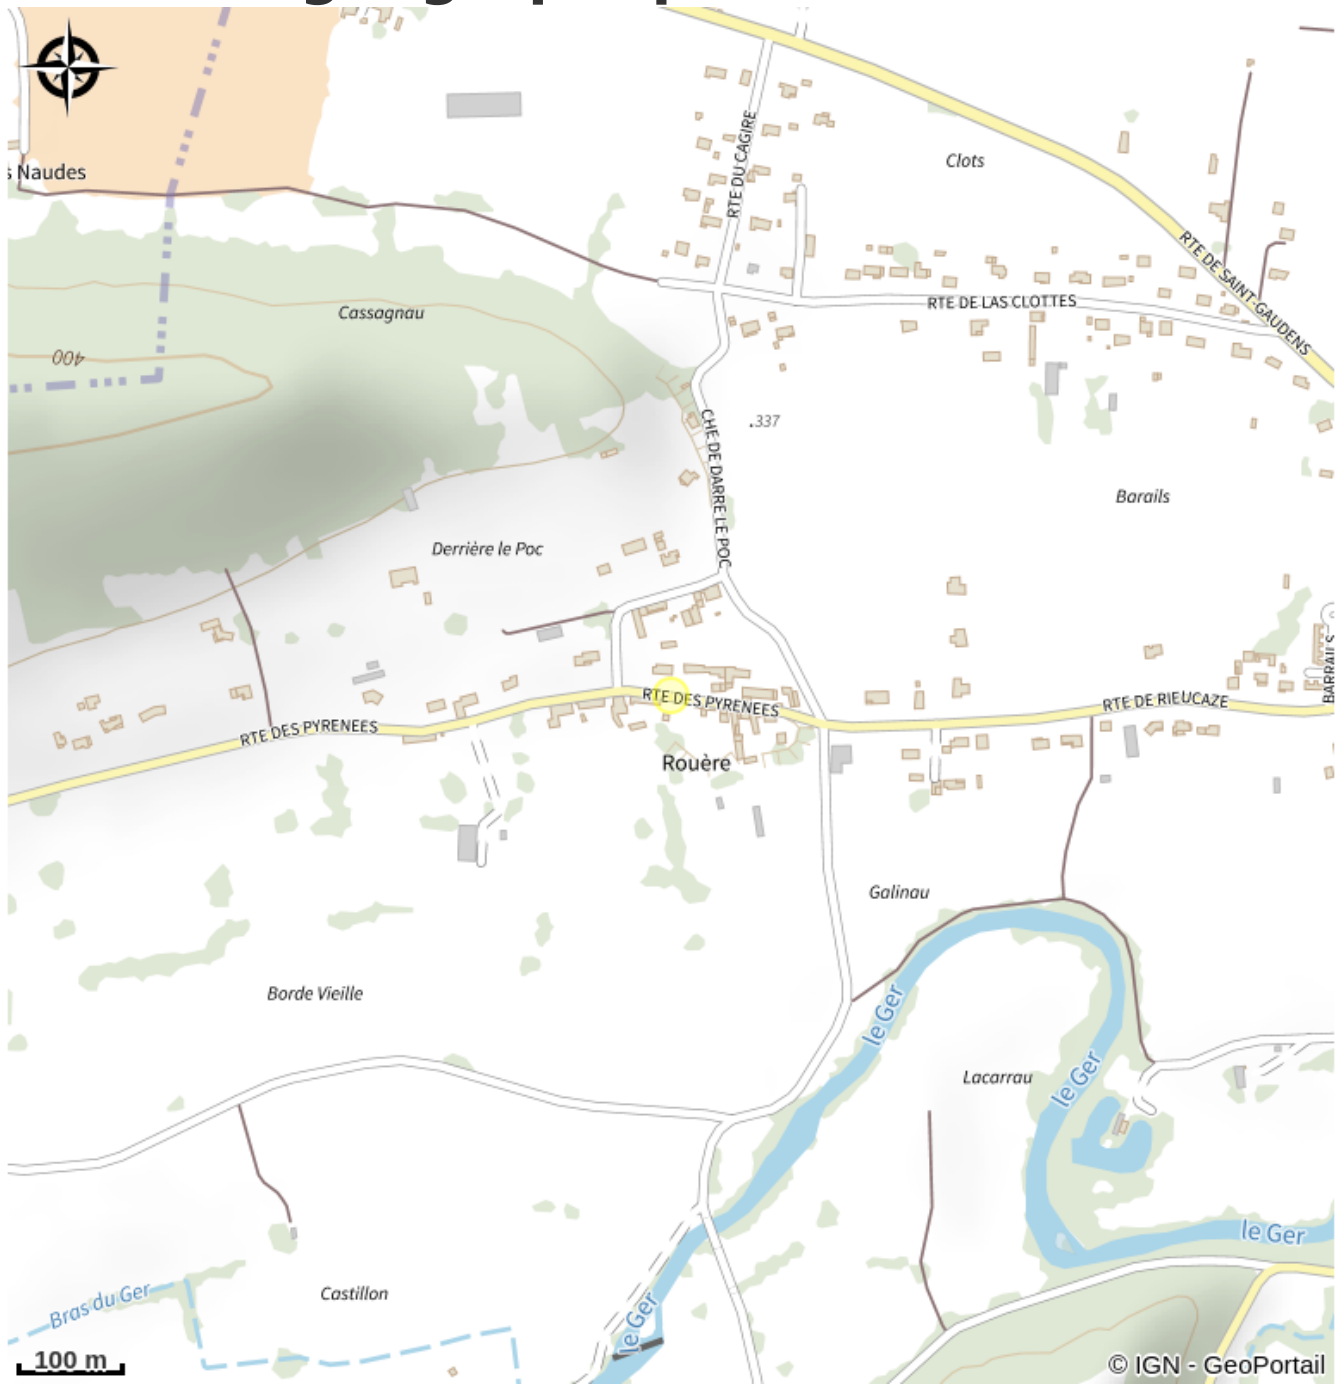 s Naudes
RTE DU CAGIRE
Clots
RTE DE SAINT-GAUDENS
RTE DE LAS CLOTTES
Cassagnau
400
CHE DE DARRE LE POC
.337
Barails
Derrière le Poc
BARRAILS
RTE DES PYRENEES
RTE DE RIEUCAZE
RTE DES PYRENEES
Rouère
Galinau
Borde Vieille
le Ger
Lacarrau
le Ger
le Ger
Bras du Ger
Castillon
le Ger
100 m
© IGN - GeoPortail